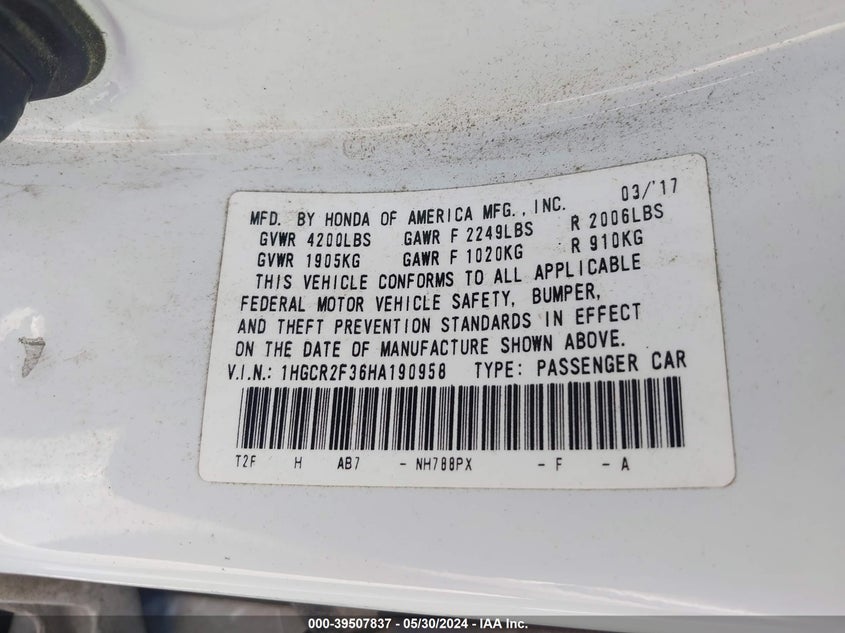 03/'17
MFD. BY HONDA OF AMERICA MFG., INC.
GVWR 4200LBS GAWR F 2249LBS R 2006LBS
GVWR 1905KG GAWR F 1020KG R 910KG
THIS VEHICLE CONFORMS TO ALL APPLICABLE
FEDERAL MOTOR VEHICLE SAFETY, BUMPER,
AND THEFT PREVENTION STANDARDS IN EFFECT
ON THE DATE OF MANUFACTURE SHOWN ABOVE.
V.I.N.: 1HGCR2F36HA190958 TYPE: PASSENGER CAR
T2F H AB7 - NH788PX - F - A
000-39507837 - 05/30/2024 - IAA Inc.